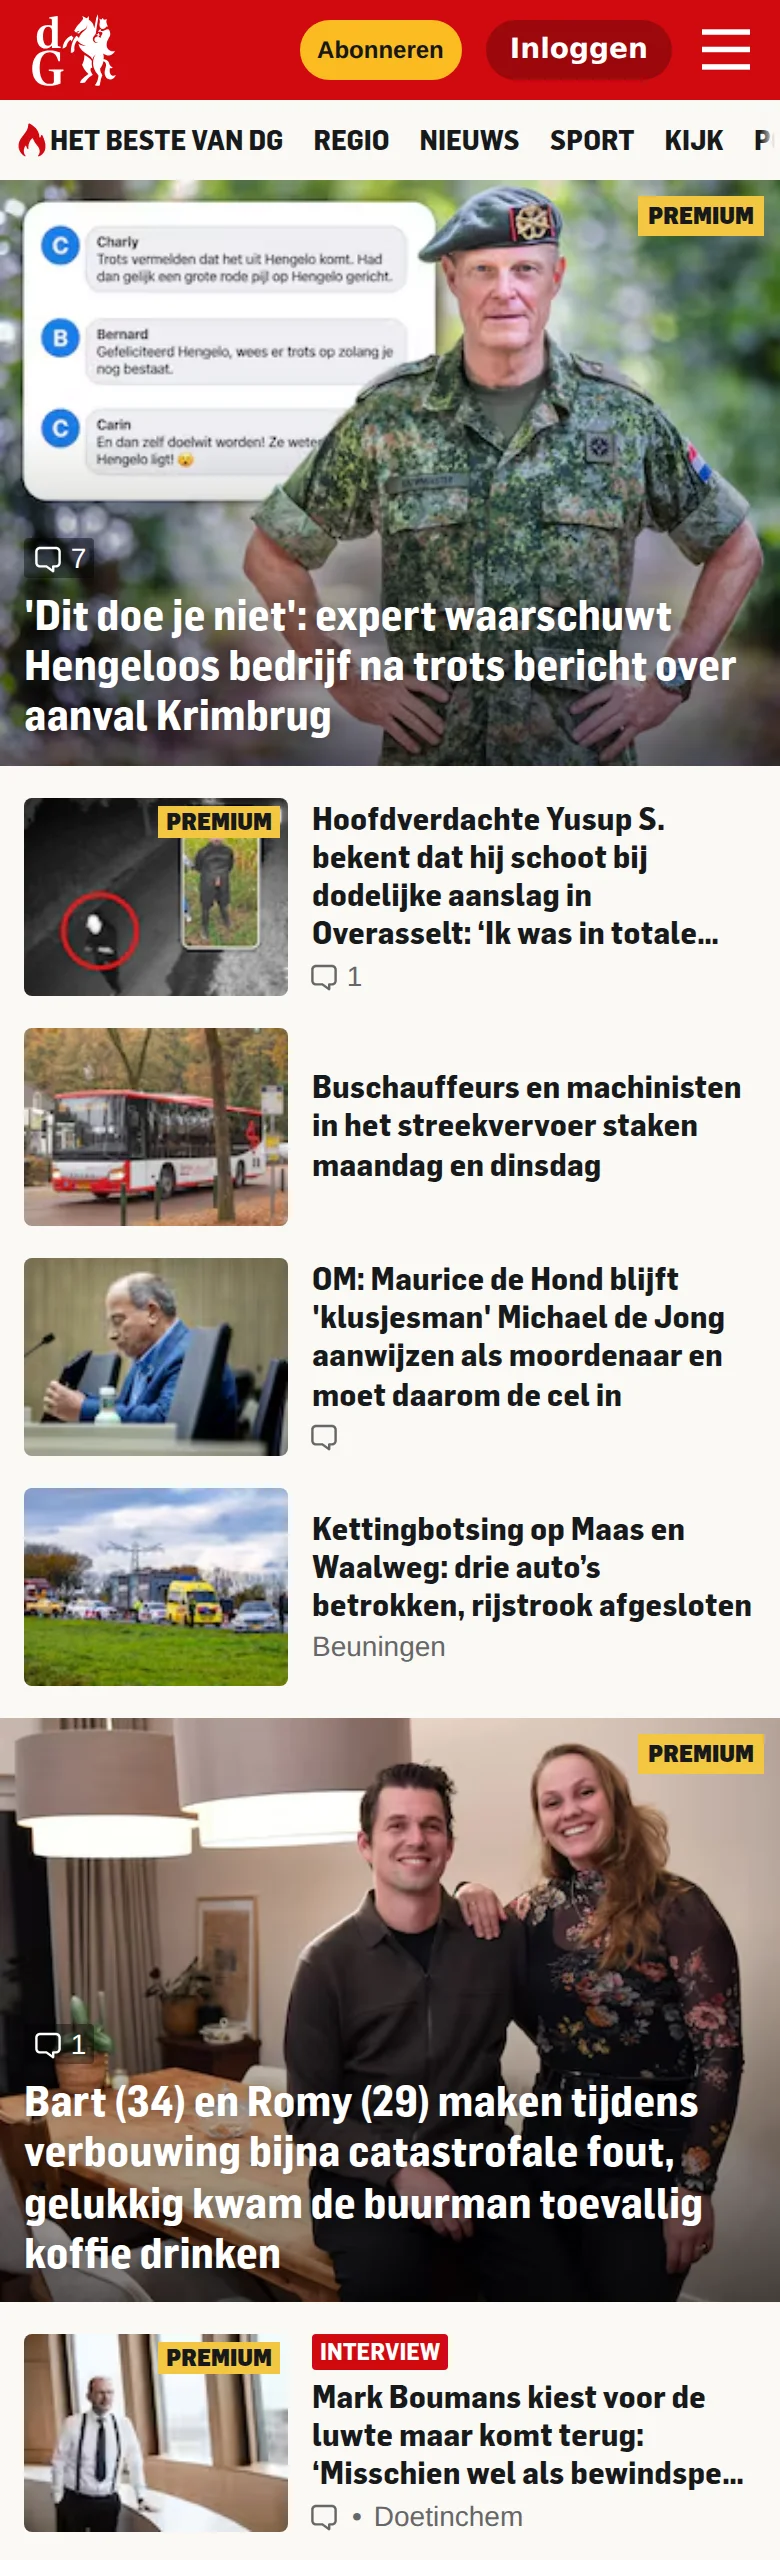 dG
Abonneren
Inloggen
HET BESTE VAN DG REGIO NIEUWS SPORT KIJK
PREMIUM
C
Charly
Trots vermelden dat het uit Hengelo komt. Had
dan gelijk een grote rode pijl op Hengelo gericht.
B
Bernard
Gefeliciteerd Hengelo, wees er trots op zolang je
nog bestaat.
C
Carin
En dan zelf doelwit worden! Ze weten
Hengelo ligt! 😯
7
'Dit doe je niet': expert waarschuwt
Hengeloos bedrijf na trots bericht over
aanval Krimbrug
PREMIUM
Hoofdverdachte Yusup S.
bekent dat hij schoot bij
dodelijke aanslag in
Overasselt: ‘Ik was in totale...
1
Buschauffeurs en machinisten
in het streekvervoer staken
maandag en dinsdag
OM: Maurice de Hond blijft
'klusjesman' Michael de Jong
aanwijzen als moordenaar en
moet daarom de cel in
Kettingbotsing op Maas en
Waalweg: drie auto’s
betrokken, rijstrook afgesloten
Beuningen
PREMIUM
1
Bart (34) en Romy (29) maken tijdens
verbouwing bijna catastrofale fout,
gelukkig kwam de buurman toevallig
koffie drinken
PREMIUM
INTERVIEW
Mark Boumans kiest voor de
luwte maar komt terug:
‘Misschien wel als bewindspe...
• Doetinchem